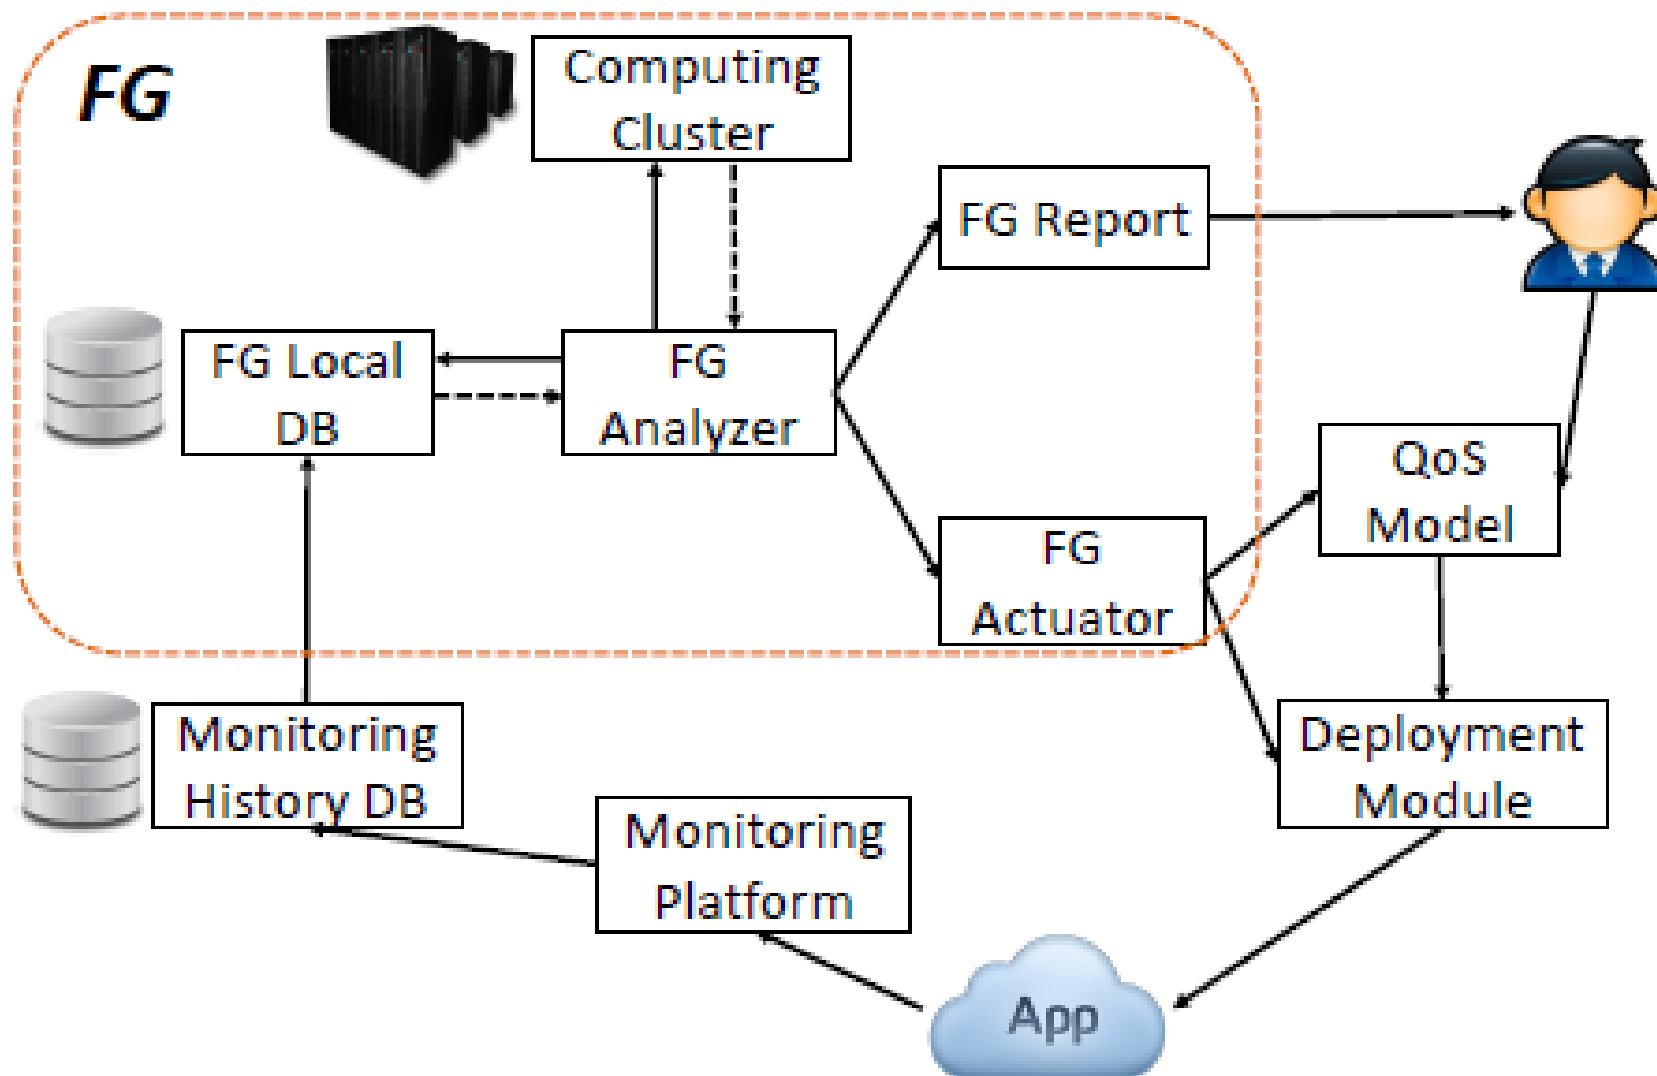 FG
Computing
Cluster
FG Report
FG Local
DB
FG
Analyzer
QoS
Model
FG
Actuator
Monitoring
History DB
Deployment
Module
Monitoring
Platform
App